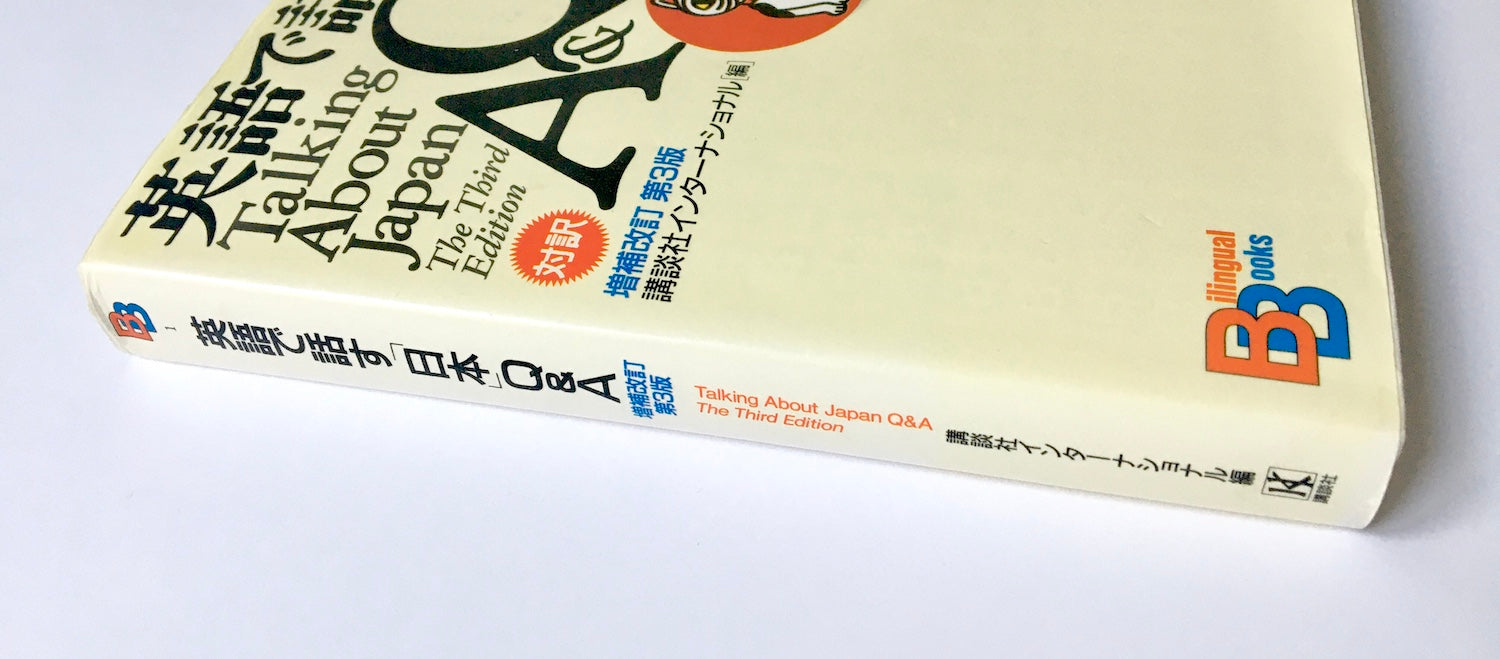 英語で話
Talking
About
Japan
The Third
Edition
Q&A
対訳
増補改訂 第3版
講談社インターナショナル[編]
Bilingual
Books
BB
1
英語で話す「日本」Q&A
増補改訂
第3版
Talking About Japan Q&A
The Third Edition
講談社インターナショナル 編
K
講談社